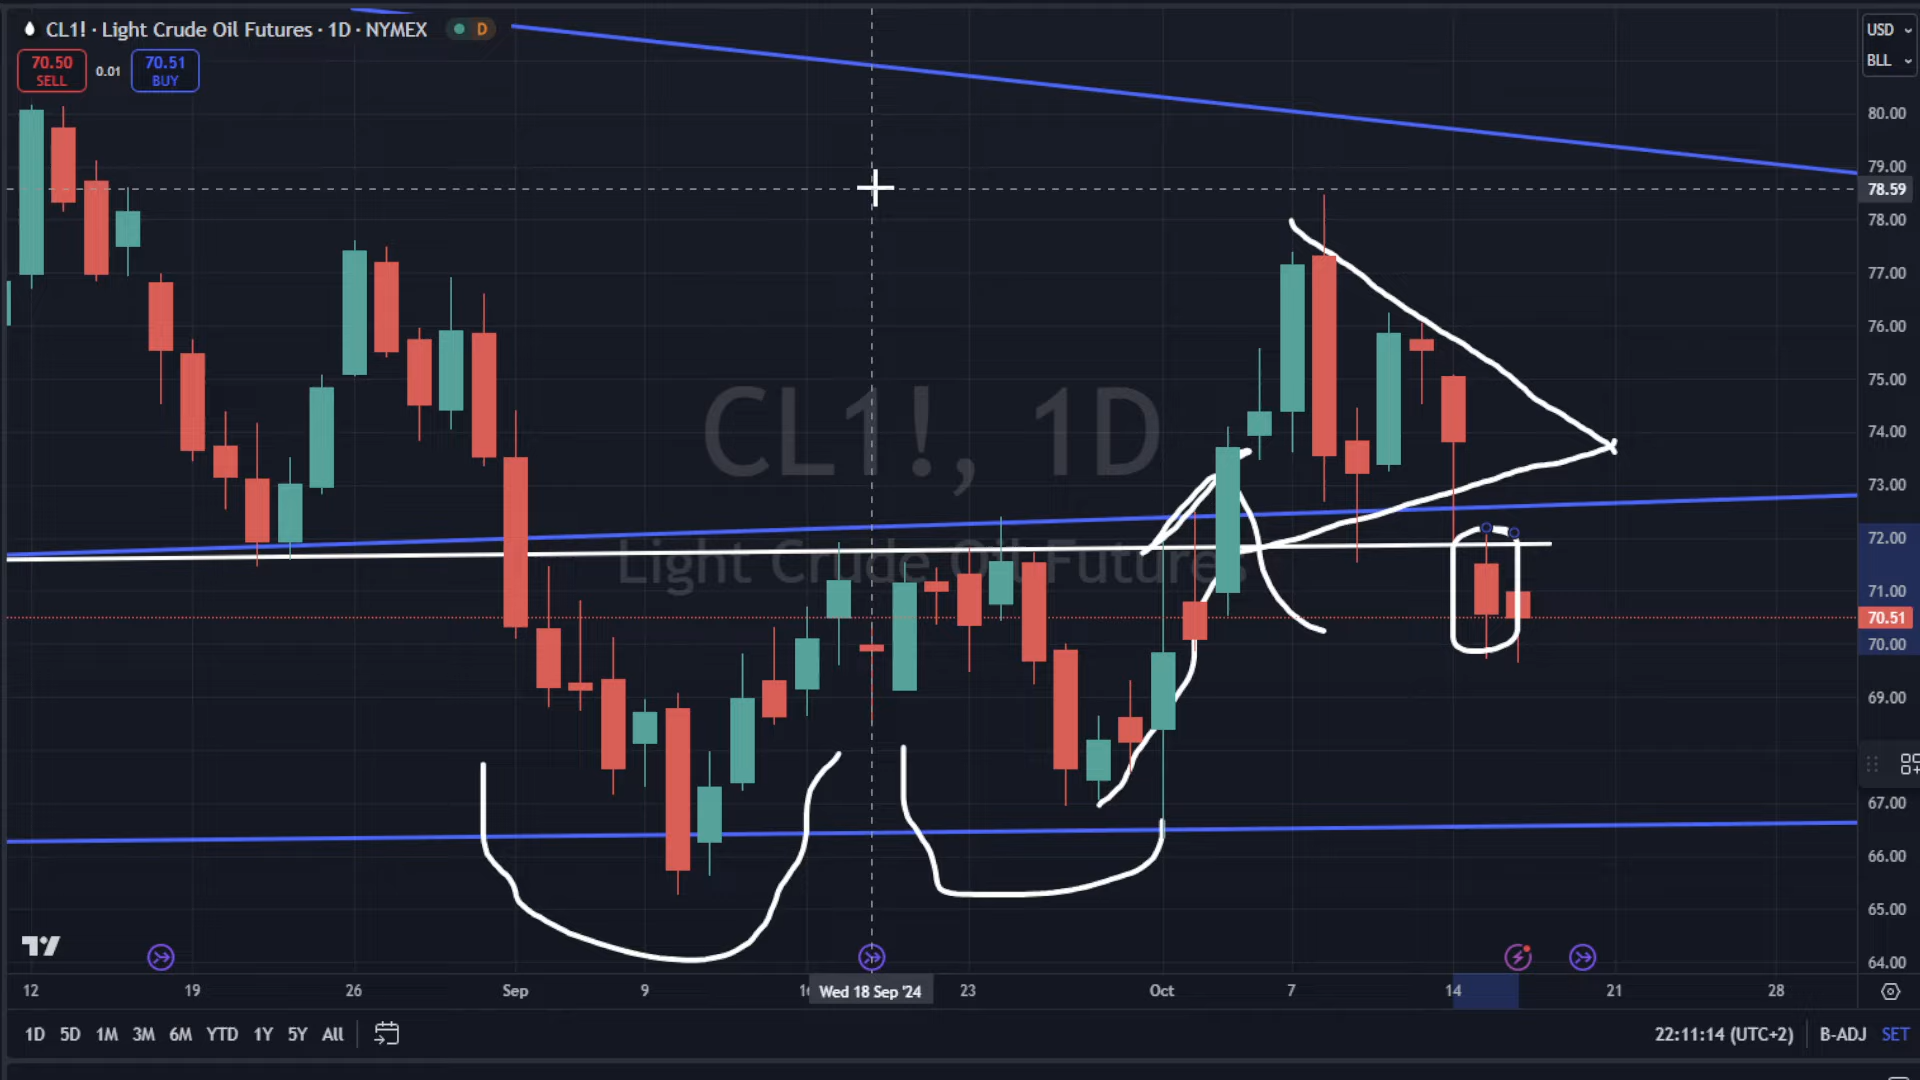 CL1! · Light Crude Oil Futures · 1D · NYMEX
D
USD
BLL
70.50
SELL
0.01
70.51
BUY
80.00
79.00
78.59
78.00
77.00
76.00
75.00
74.00
73.00
72.00
71.00
70.51
70.00
69.00
67.00
66.00
65.00
64.00
CL1!, 1D
Light Crude Oil Futures
12
19
26
Sep
9
Wed 18 Sep '24
23
Oct
7
14
21
28
1D 5D 1M 3M 6M YTD 1Y 5Y All
22:11:14 (UTC+2)
B-ADJ
SET